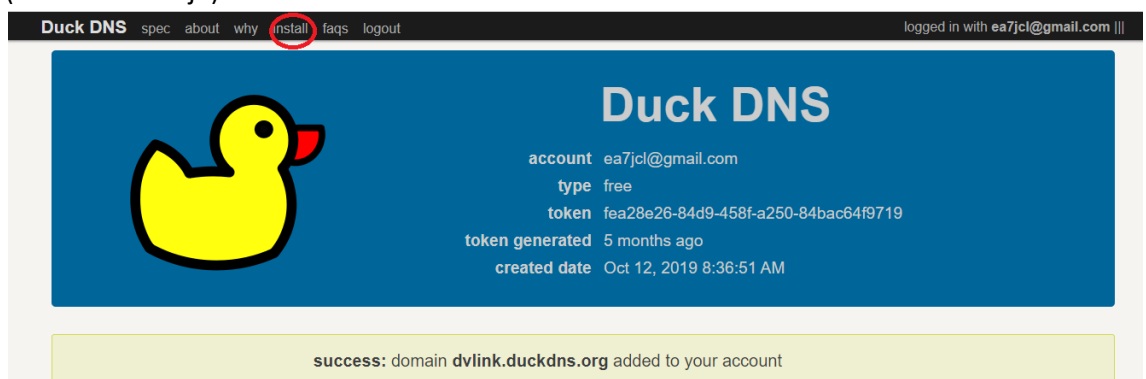 Duck DNS spec about why install faqs logout logged in with ea7jcl@gmail.com |||
Duck DNS
account ea7jcl@gmail.com
type free
token fea28e26-84d9-458f-a250-84bac64f9719
token generated 5 months ago
created date Oct 12, 2019 8:36:51 AM
success: domain dvlink.duckdns.org added to your account